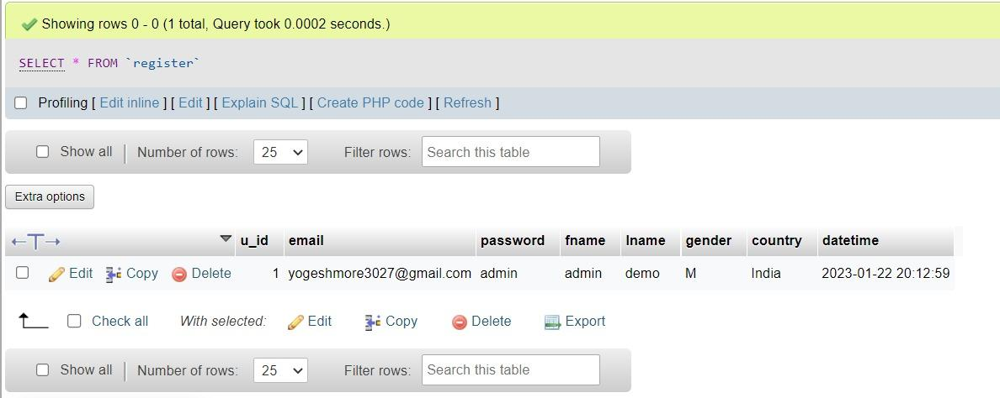 Showing rows 0 - 0 (1 total, Query took 0.0002 seconds.)
SELECT * FROM `register`
Profiling [ Edit inline ] [ Edit ] [ Explain SQL ] [ Create PHP code ] [ Refresh ]
Show all | Number of rows: 25 Filter rows: Search this table
Extra options
←T→ u_id email password fname lname gender country datetime
Edit Copy Delete 1 yogeshmore3027@gmail.com admin admin demo M India 2023-01-22 20:12:59
Check all With selected: Edit Copy Delete Export
Show all | Number of rows: 25 Filter rows: Search this table